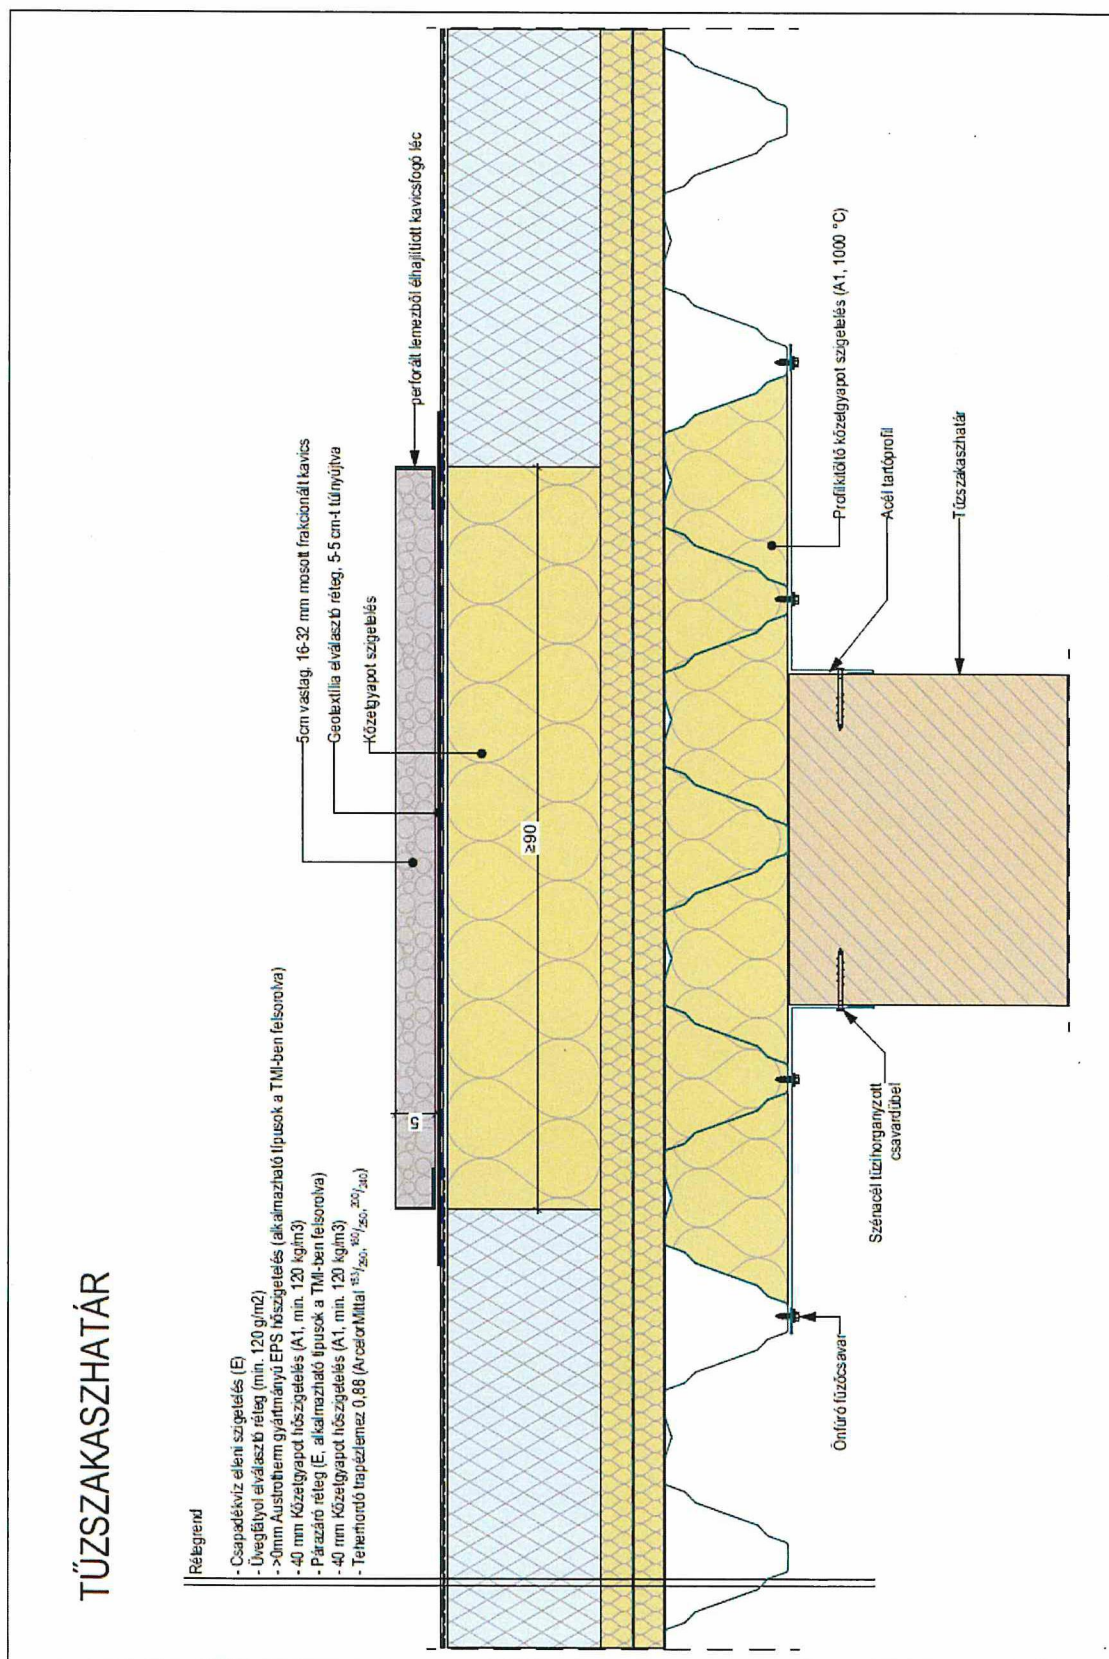 TŰZSZAKASZHATÁR
Rétegrend
- Csapadékvíz elleni szigetelés (E)
- Üvegfátyol elválasztó réteg (min. 120 g/m2)
- >0mm Austrotherm gyártmányú EPS hőszigetelés (alkalmazható típusok a TMI-ben felsorolva)
- 40 mm Kőzetgyapot hőszigetelés (A1, min. 120 kg/m3)
- Párazáró réteg (E, alkalmazható típusok a TMI-ben felsorolva)
- 40 mm Kőzetgyapot hőszigetelés (A1, min. 120 kg/m3)
- Teherhordó trapézlemez 0,88 (ArcelorMittal
5cm vastag, 16-32 mm mosott frakcionált kavics
Geotextília elválasztó réteg, 5-5 cm-t túlnyújtva
Kőzetgyapot szigetelés
perforált lemezből élhajlított kavicsfogó léc
5
≥90
Profilkitöltő kőzetgyapot szigetelés (A1, 1000 °C)
Acél tartóprofil
Tűzszakaszhatár
Szénacél tűzihorganyzott
csavardübel
Önfúró fűzőcsavar